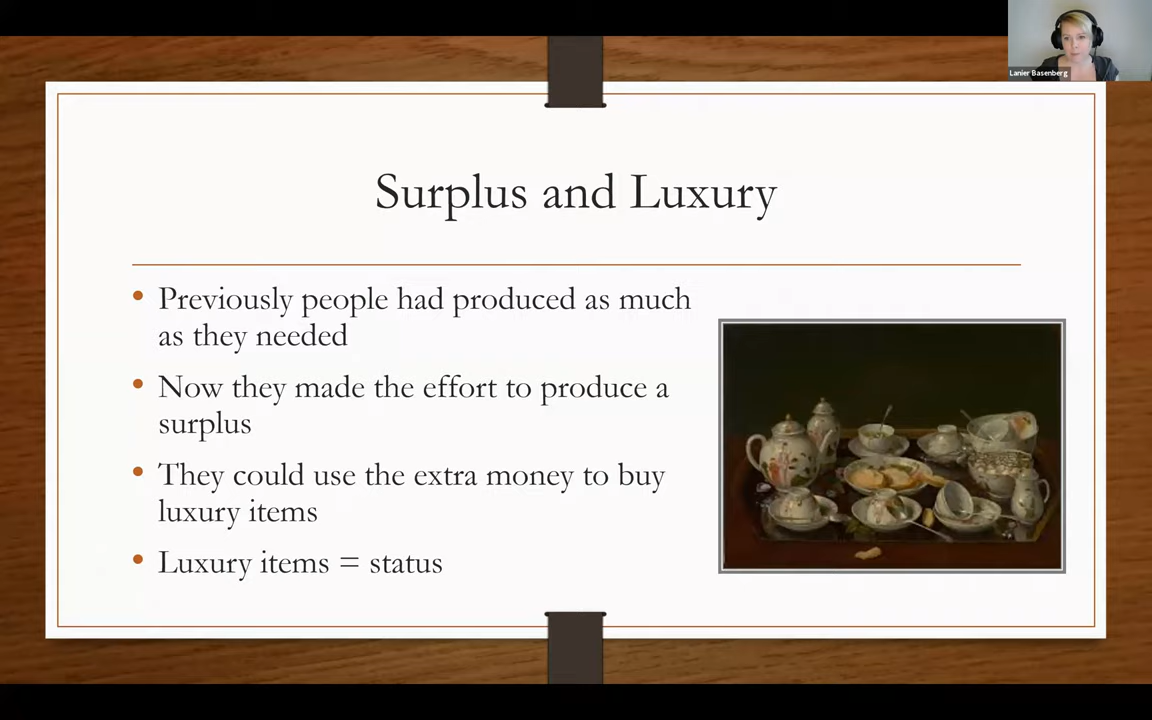 Lanier Basenberg
Surplus and Luxury
• Previously people had produced as much
as they needed
• Now they made the effort to produce a
surplus
• They could use the extra money to buy
luxury items
• Luxury items = status